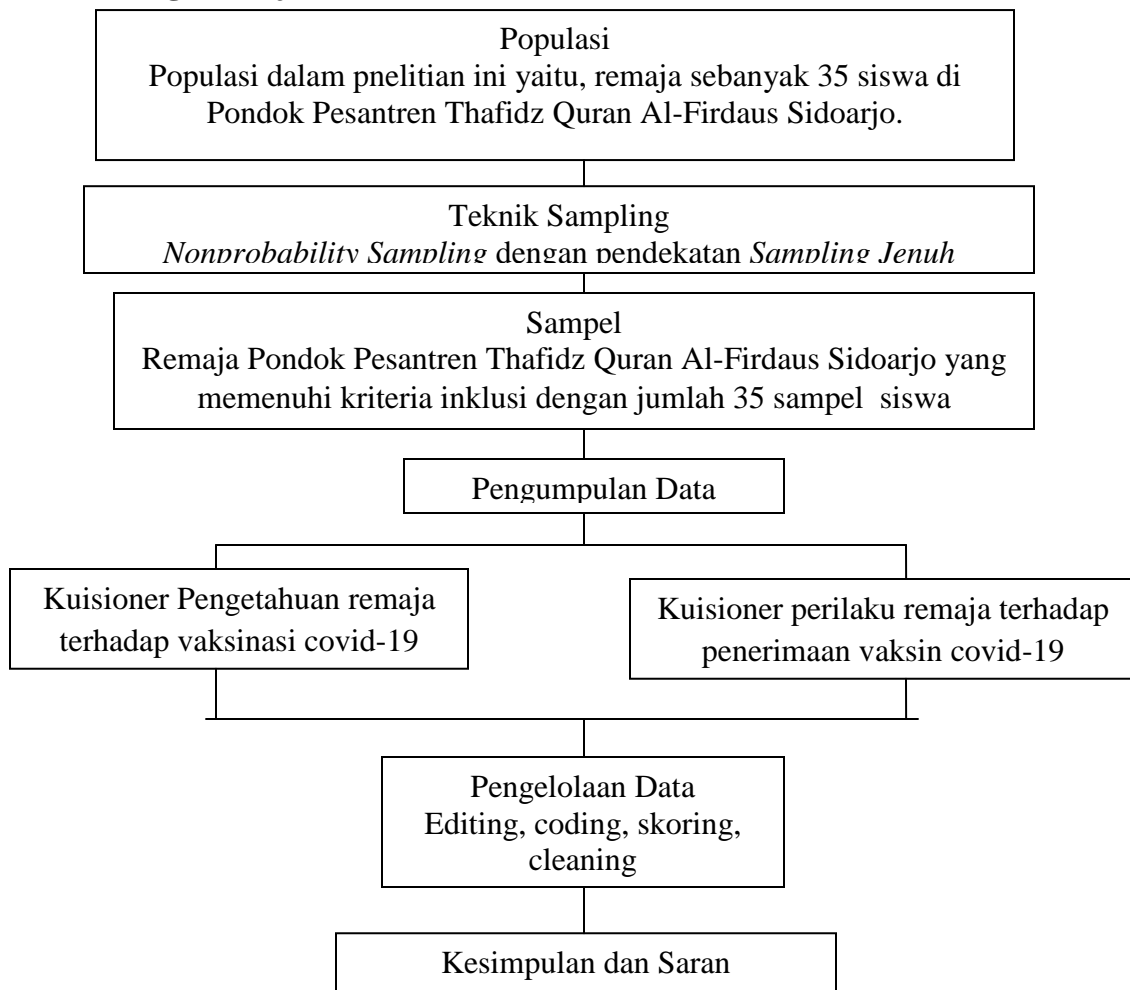 Populasi
Populasi dalam pnelitian ini yaitu, remaja sebanyak 35 siswa di
Pondok Pesantren Thafidz Quran Al-Firdaus Sidoarjo.
Teknik Sampling
Nonprobability Sampling dengan pendekatan Sampling Jenuh
Sampel
Remaja Pondok Pesantren Thafidz Quran Al-Firdaus Sidoarjo yang
memenuhi kriteria inklusi dengan jumlah 35 sampel siswa
Pengumpulan Data
Kuisioner Pengetahuan remaja
terhadap vaksinasi covid-19
Kuisioner perilaku remaja terhadap
penerimaan vaksin covid-19
Pengelolaan Data
Editing, coding, skoring,
cleaning
Kesimpulan dan Saran